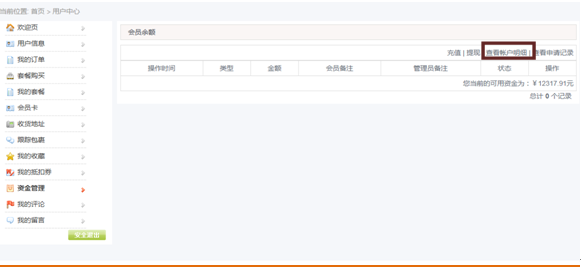 当前位置: 首页 > 用户中心
欢迎页
用户信息
我的订单
套餐购买
我的套餐
会员卡
收货地址
跟踪包裹
我的收藏
我的抵扣券
资金管理
我的评论
我的留言
安全退出
会员余额
充值 | 提现 | 查看帐户明细 | 查看申请记录
操作时间 类型 金额 会员备注 管理员备注 状态 操作
您当前的可用资金为: ¥12317.91元
总计 0 个记录